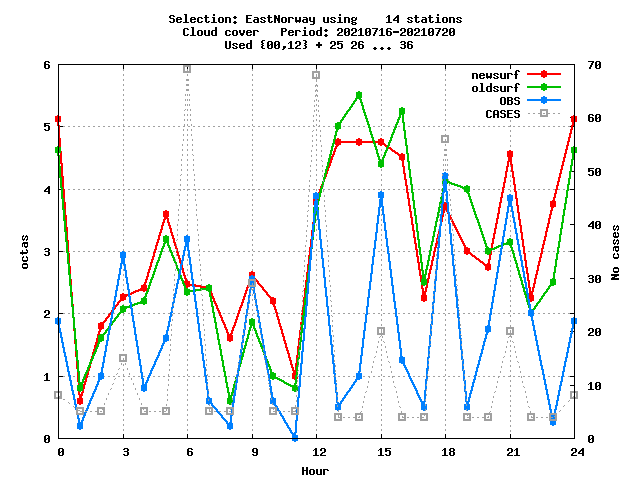 Selection: EastNorway using    14 stations
Cloud cover   Period: 20210716-20210720
Used {00,12} + 25 26 ... 36
newsurf
oldsurf
OBS
CASES
6
5
4
3
2
1
0
octas
70
60
50
40
30
20
10
0
No cases
0 3 6 9 12 15 18 21 24
Hour